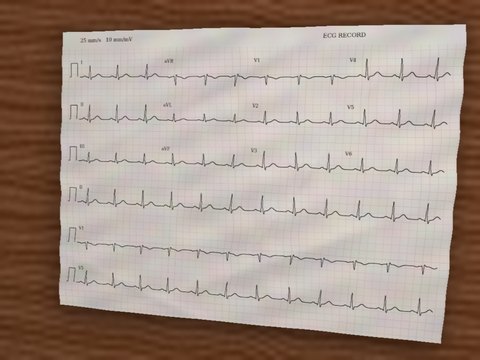 25 mm/s 10 mm/mV
ECG RECORD
I aVR V1 V4
II aVL V2 V5
III aVF V3 V6
II
V1
V5